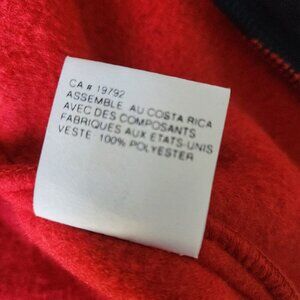 CA # 19792
ASSEMBLE AU COSTA RICA
AVEC DES COMPOSANTS
FABRIQUES AUX ETATS-UNIS
VESTE 100% POLYESTER